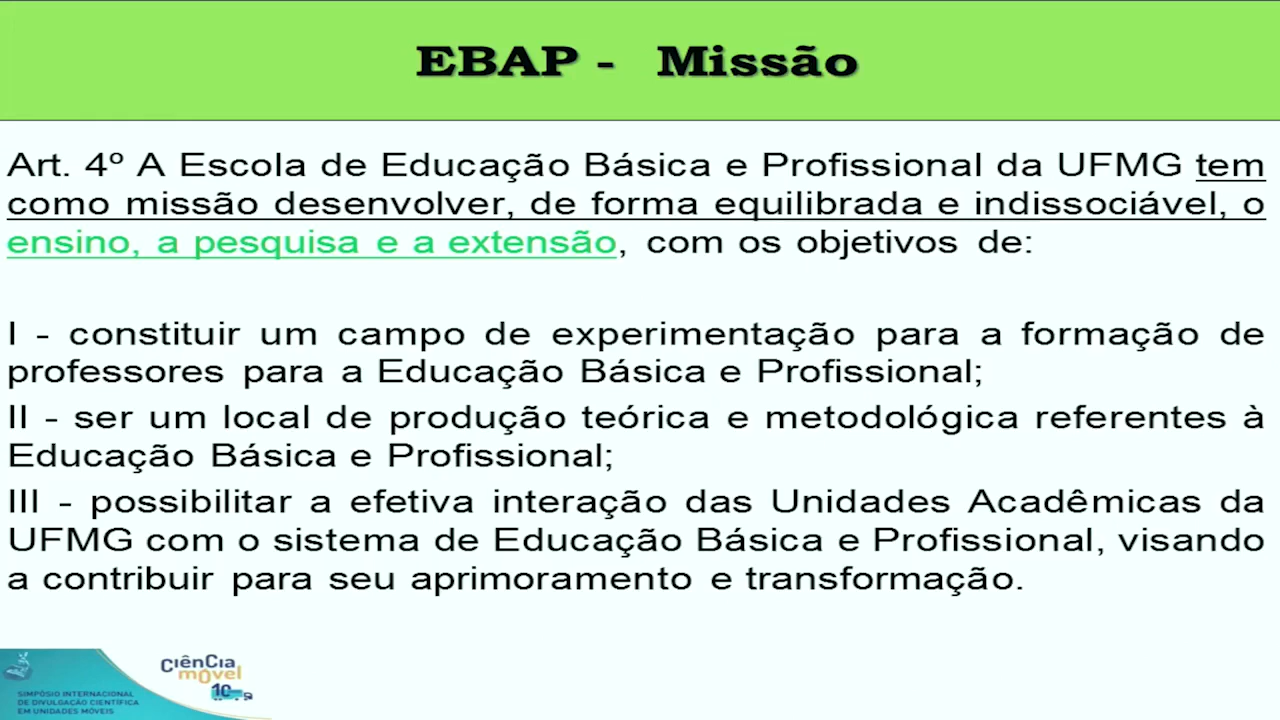 EBAP - Missão
Art. 4º A Escola de Educação Básica e Profissional da UFMG tem
como missão desenvolver, de forma equilibrada e indissociável, o
ensino, a pesquisa e a extensão, com os objetivos de:
I - constituir um campo de experimentação para a formação de
professores para a Educação Básica e Profissional;
II - ser um local de produção teórica e metodológica referentes à
Educação Básica e Profissional;
III - possibilitar a efetiva interação das Unidades Acadêmicas da
UFMG com o sistema de Educação Básica e Profissional, visando
a contribuir para seu aprimoramento e transformação.
CiênCia
móvel
10
SIMPÓSIO INTERNACIONAL
DE DIVULGAÇÃO CIENTÍFICA
EM UNIDADES MÓVEIS